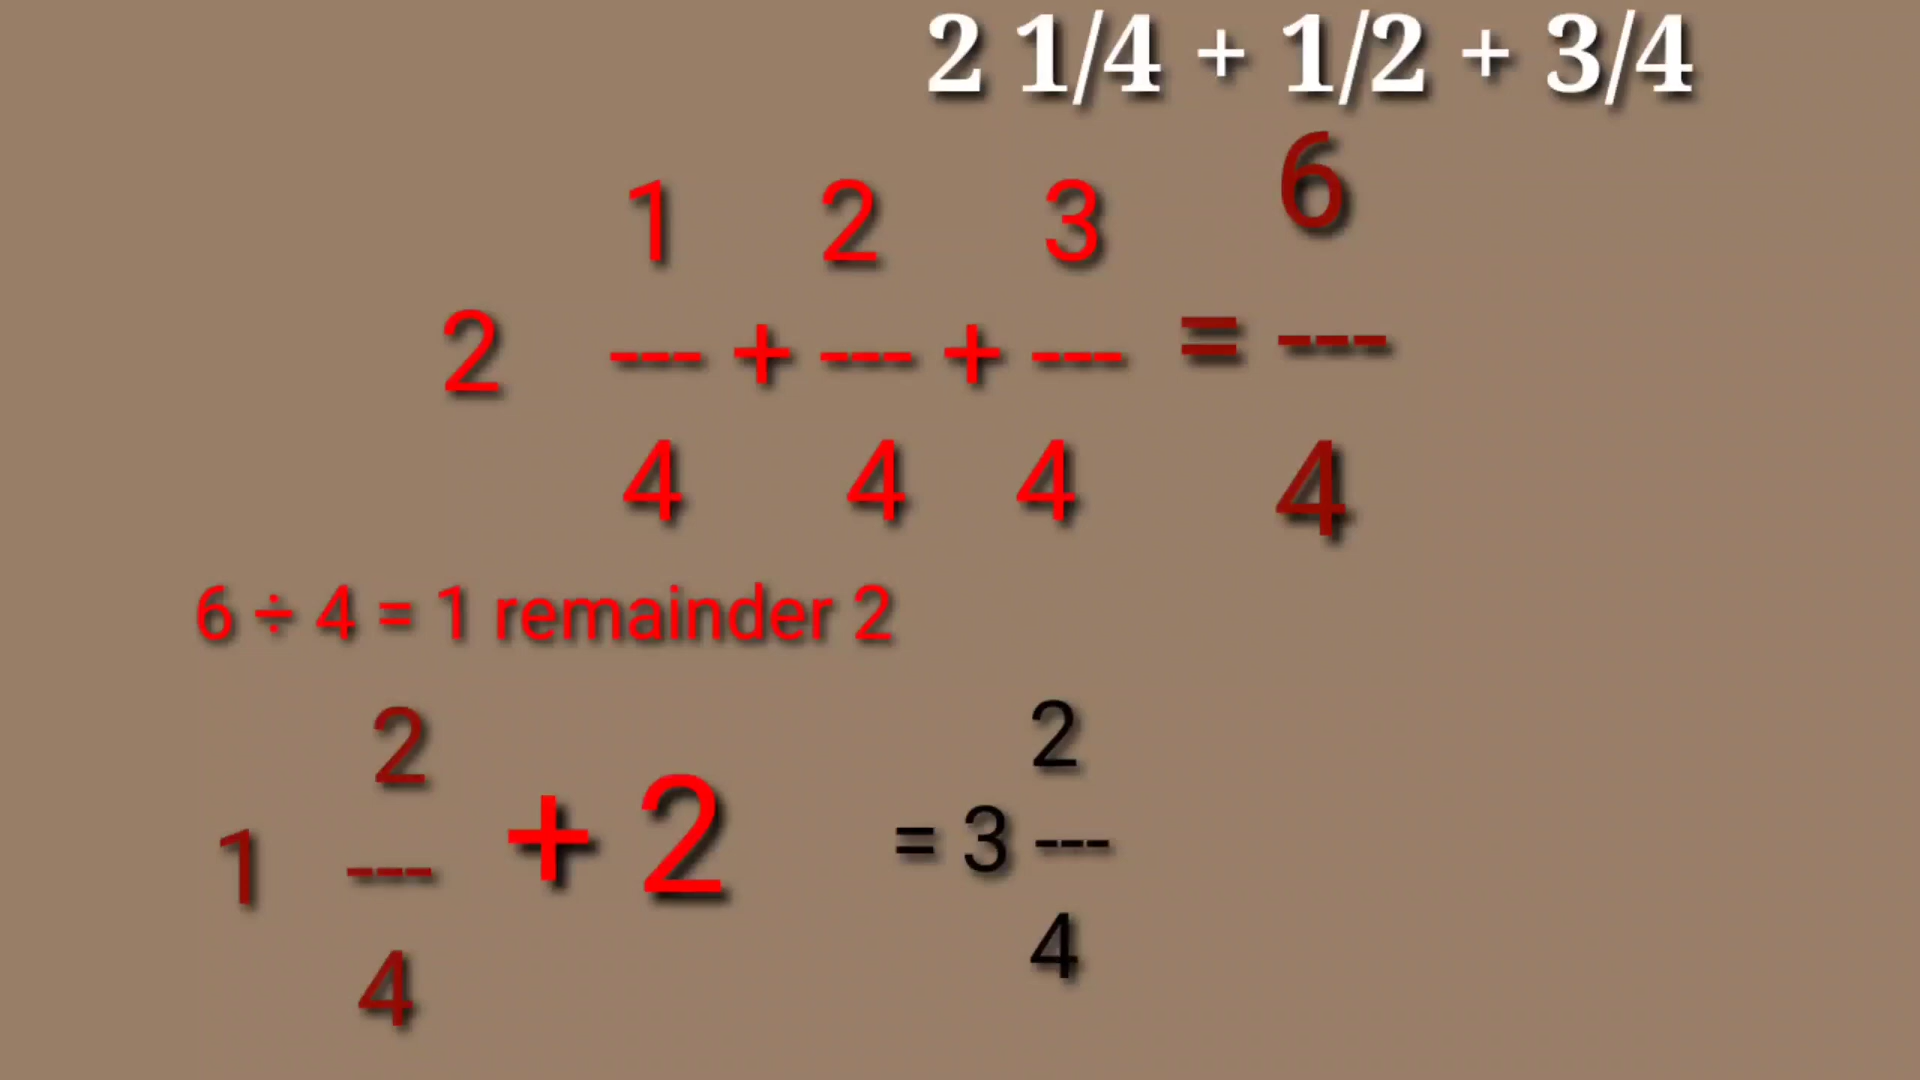 2 1/4 + 1/2 + 3/4
1 2 3 6
2 --- + --- + --- = ---
4 4 4 4
6 ÷ 4 = 1 remainder 2
2 2
1 --- + 2 = 3 ---
4 4